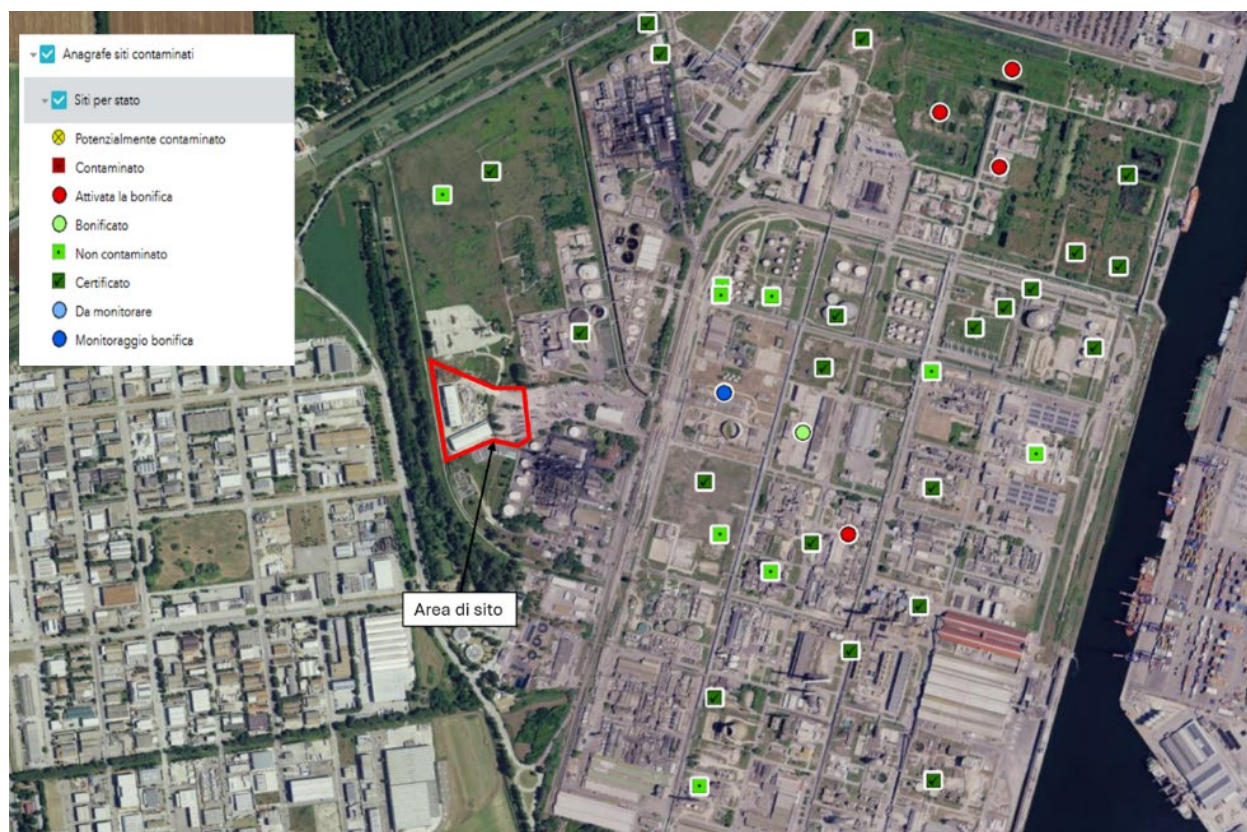 Anagrafe siti contaminati
Siti per stato
Potenzialmente contaminato
Contaminato
Attivata la bonifica
Bonificato
Non contaminato
Certificato
Da monitorare
Monitoraggio bonifica
Area di sito